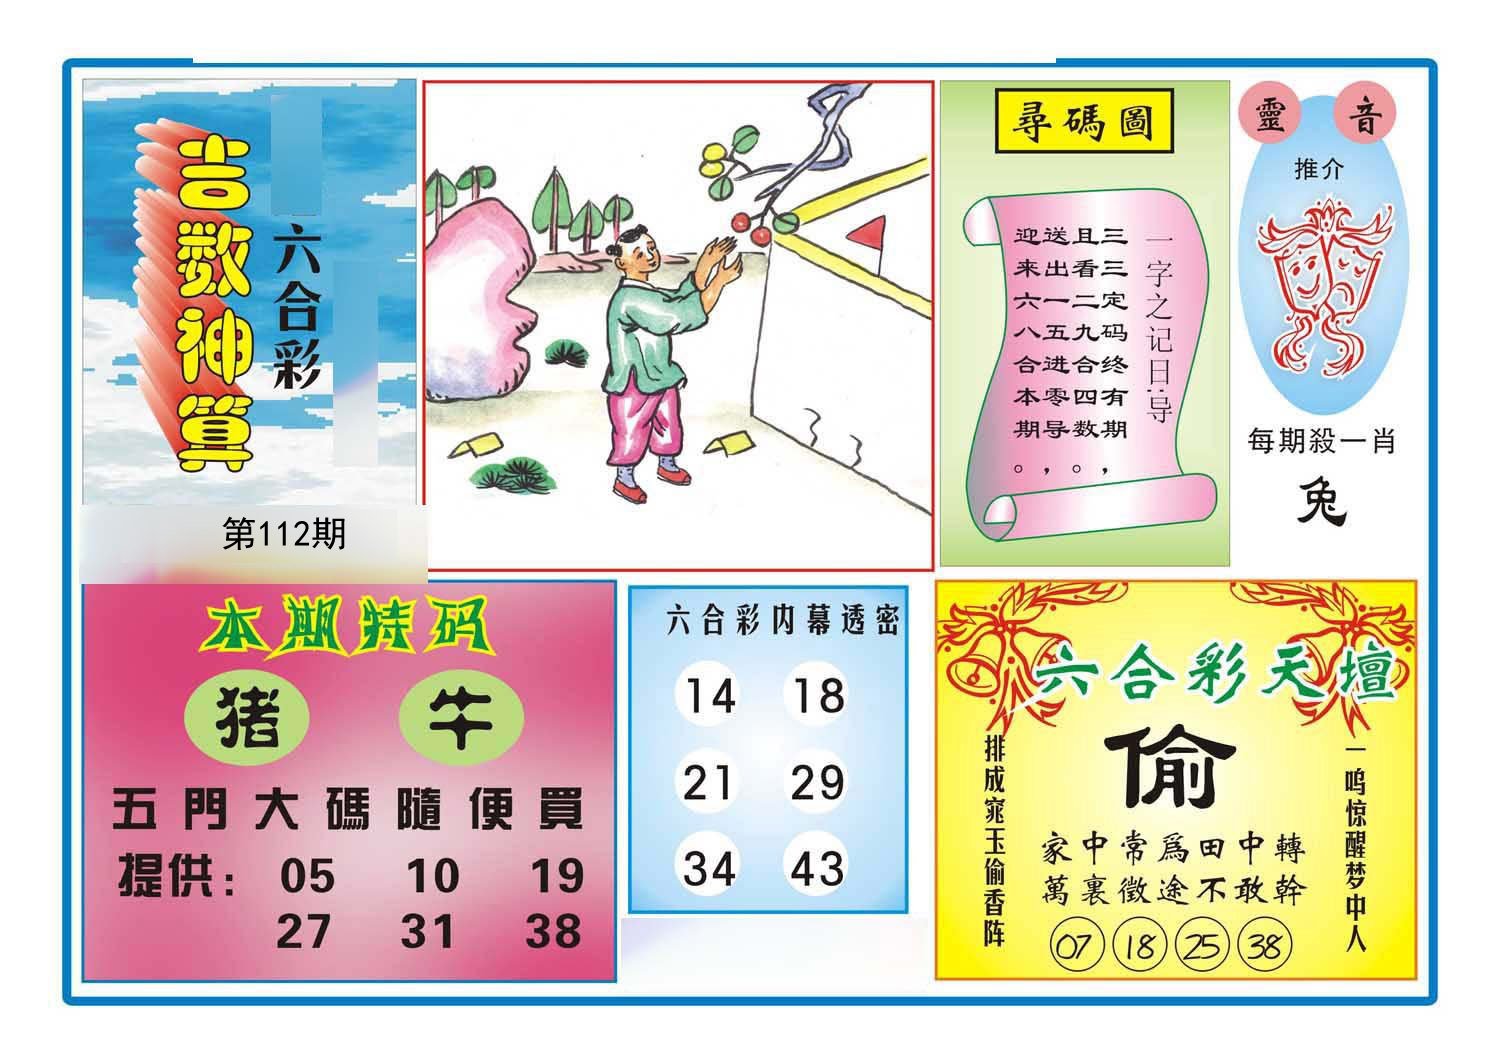 吉数神算
六合彩
第112期
尋碼圖
一字之记日:导
三三定码终有期，
且看二九合四数。
送出一五进零导，
迎来六八合本期。
靈音
推介
每期殺一肖
兔
本期特码
猪 牛
五門大碼隨便買
提供: 05 10 19
27 31 38
六合彩内幕透密
14 18
21 29
34 43
六合彩天壇
偷
一鸣惊醒梦中人
排成窕玉偷香阵
家中常爲田中轉
萬裏徵途不敢幹
07 18 25 38